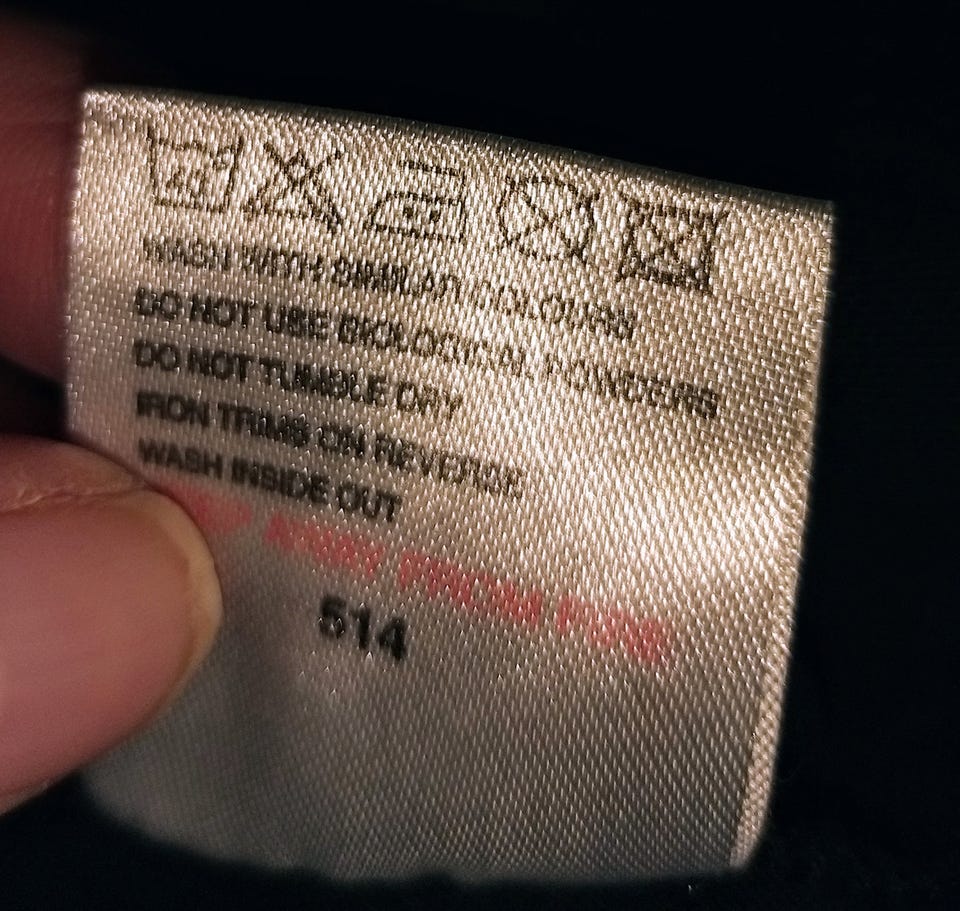 40
WASH WITH SIMILAR COLOURS
DO NOT USE BIOLOGICAL POWDERS
DO NOT TUMBLE DRY
IRON TRIMS ON REVERSE
WASH INSIDE OUT
AWAY FROM FIRE
514